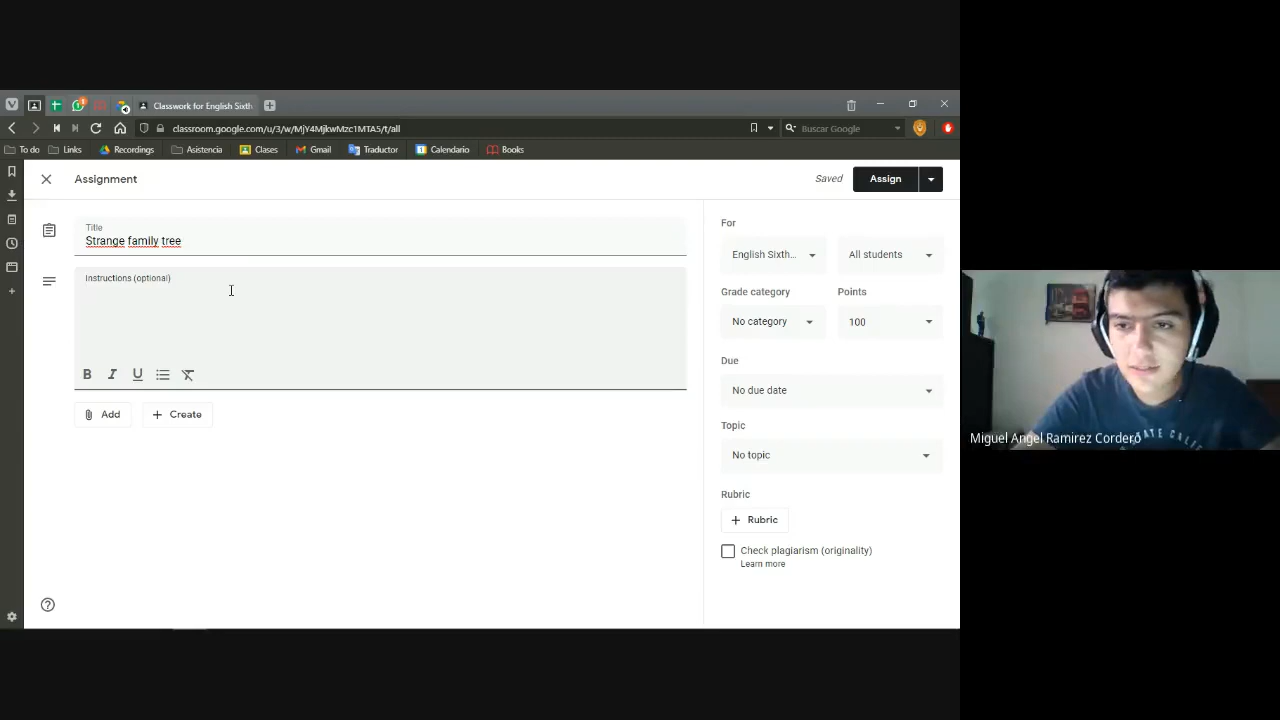 Classwork for English Sixth
classroom.google.com/u/3/w/MjY4MjkwMzc1MTA5/t/all
Buscar Google
To do Links Recordings Asistencia Clases Gmail Traductor Calendario Books
Assignment
Saved
Assign
Title
Strange family tree
Instructions (optional)
B I U
Add
Create
For
English Sixth...
All students
Grade category
Points
No category
100
Due
No due date
Topic
No topic
Rubric
Rubric
Check plagiarism (originality)
Learn more
Miguel Angel Ramirez Cordero